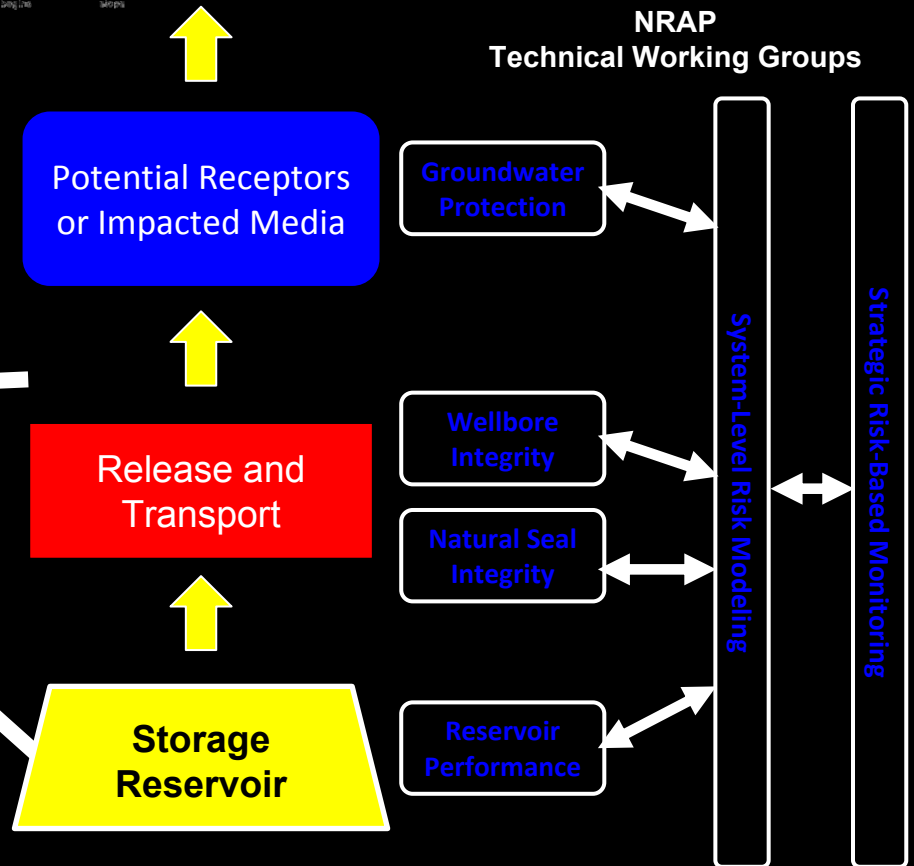 NRAP
Technical Working Groups
Potential Receptors
or Impacted Media
Groundwater
Protection
Release and
Transport
Wellbore
Integrity
Natural Seal
Integrity
Storage
Reservoir
Reservoir
Performance
System-Level Risk Modeling
Strategic Risk-Based Monitoring